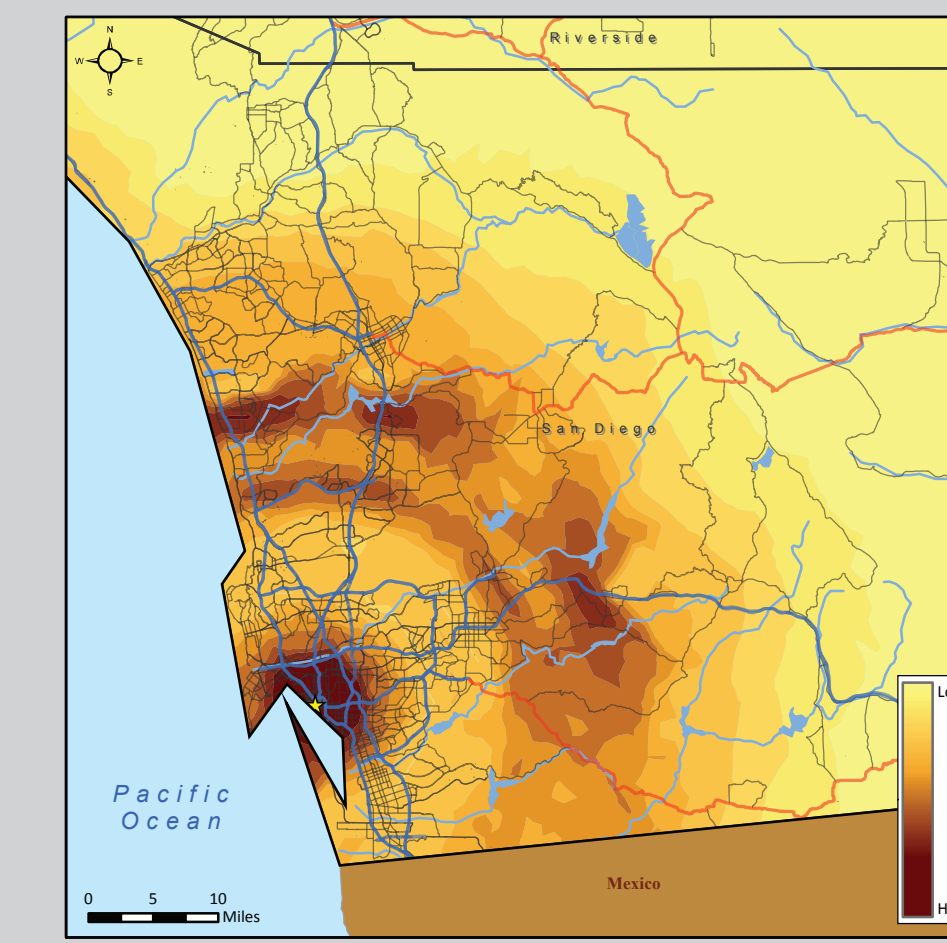 N
W E
S
Riverside
San Diego
Pacific
Ocean
Mexico
0 5 10
Miles
Lo
H